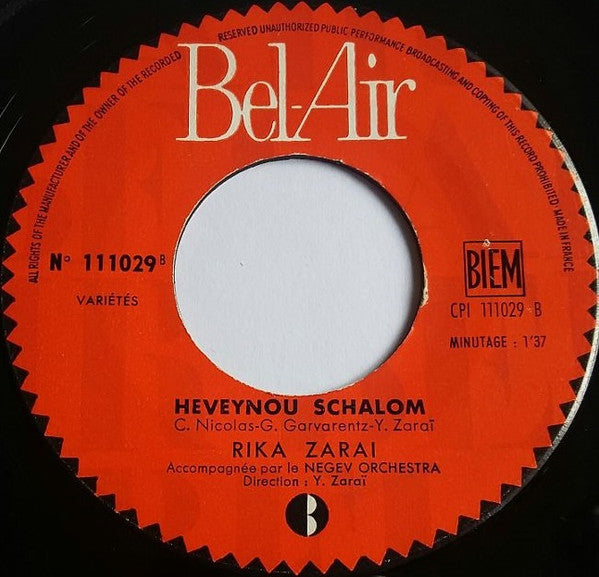 ALL RIGHTS OF THE MANUFACTURER AND OF THE OWNER OF THE RECORDED RESERVED UNAUTHORIZED PUBLIC PERFORMANCE BROADCASTING AND COPYING OF THIS RECORD PROHIBITED · MADE IN FRANCE
Bel-Air
N° 111029 B
VARIÉTÉS
BIEM
CPI 111029 B
MINUTAGE : 1'37
HEVEYNOU SCHALOM
C. Nicolas-G. Garvarentz-Y. Zaraï
RIKA ZARAI
Accompagnée par le NEGEV ORCHESTRA
Direction : Y. Zaraï
B